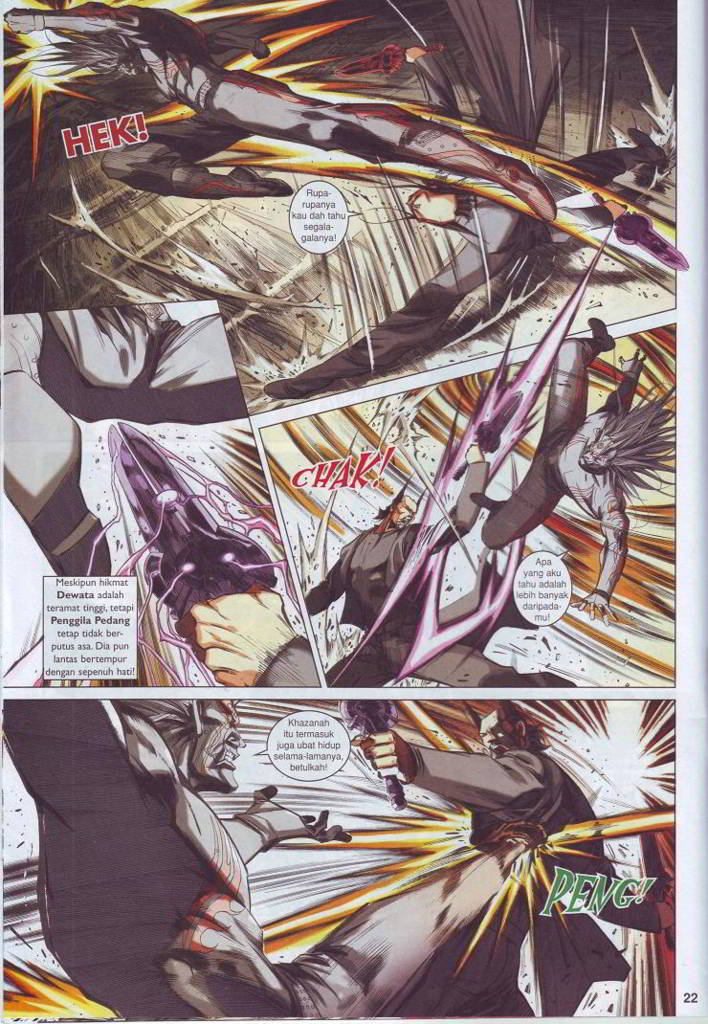 HEK!
Rupa-
rupanya
kau dah tahu
segala-
galanya!
CHAK!
Meskipun hikmat
Dewata adalah
teramat tinggi, tetapi
Penggila Pedang
tetap tidak ber-
putus asa. Dia pun
lantas bertempur
dengan sepenuh hati!
Apa
yang aku
tahu adalah
lebih banyak
daripada-
mu!
Khazanah
itu termasuk
juga ubat hidup
selama-lamanya,
betulkah!
PENG!
22